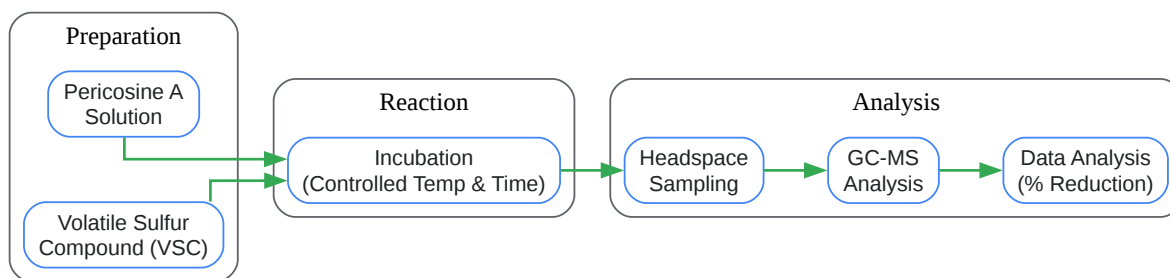 Preparation
Pericosine A
Solution
Volatile Sulfur
Compound (VSC)
Reaction
Incubation
(Controlled Temp & Time)
Analysis
Headspace
Sampling
GC-MS
Analysis
Data Analysis
(% Reduction)